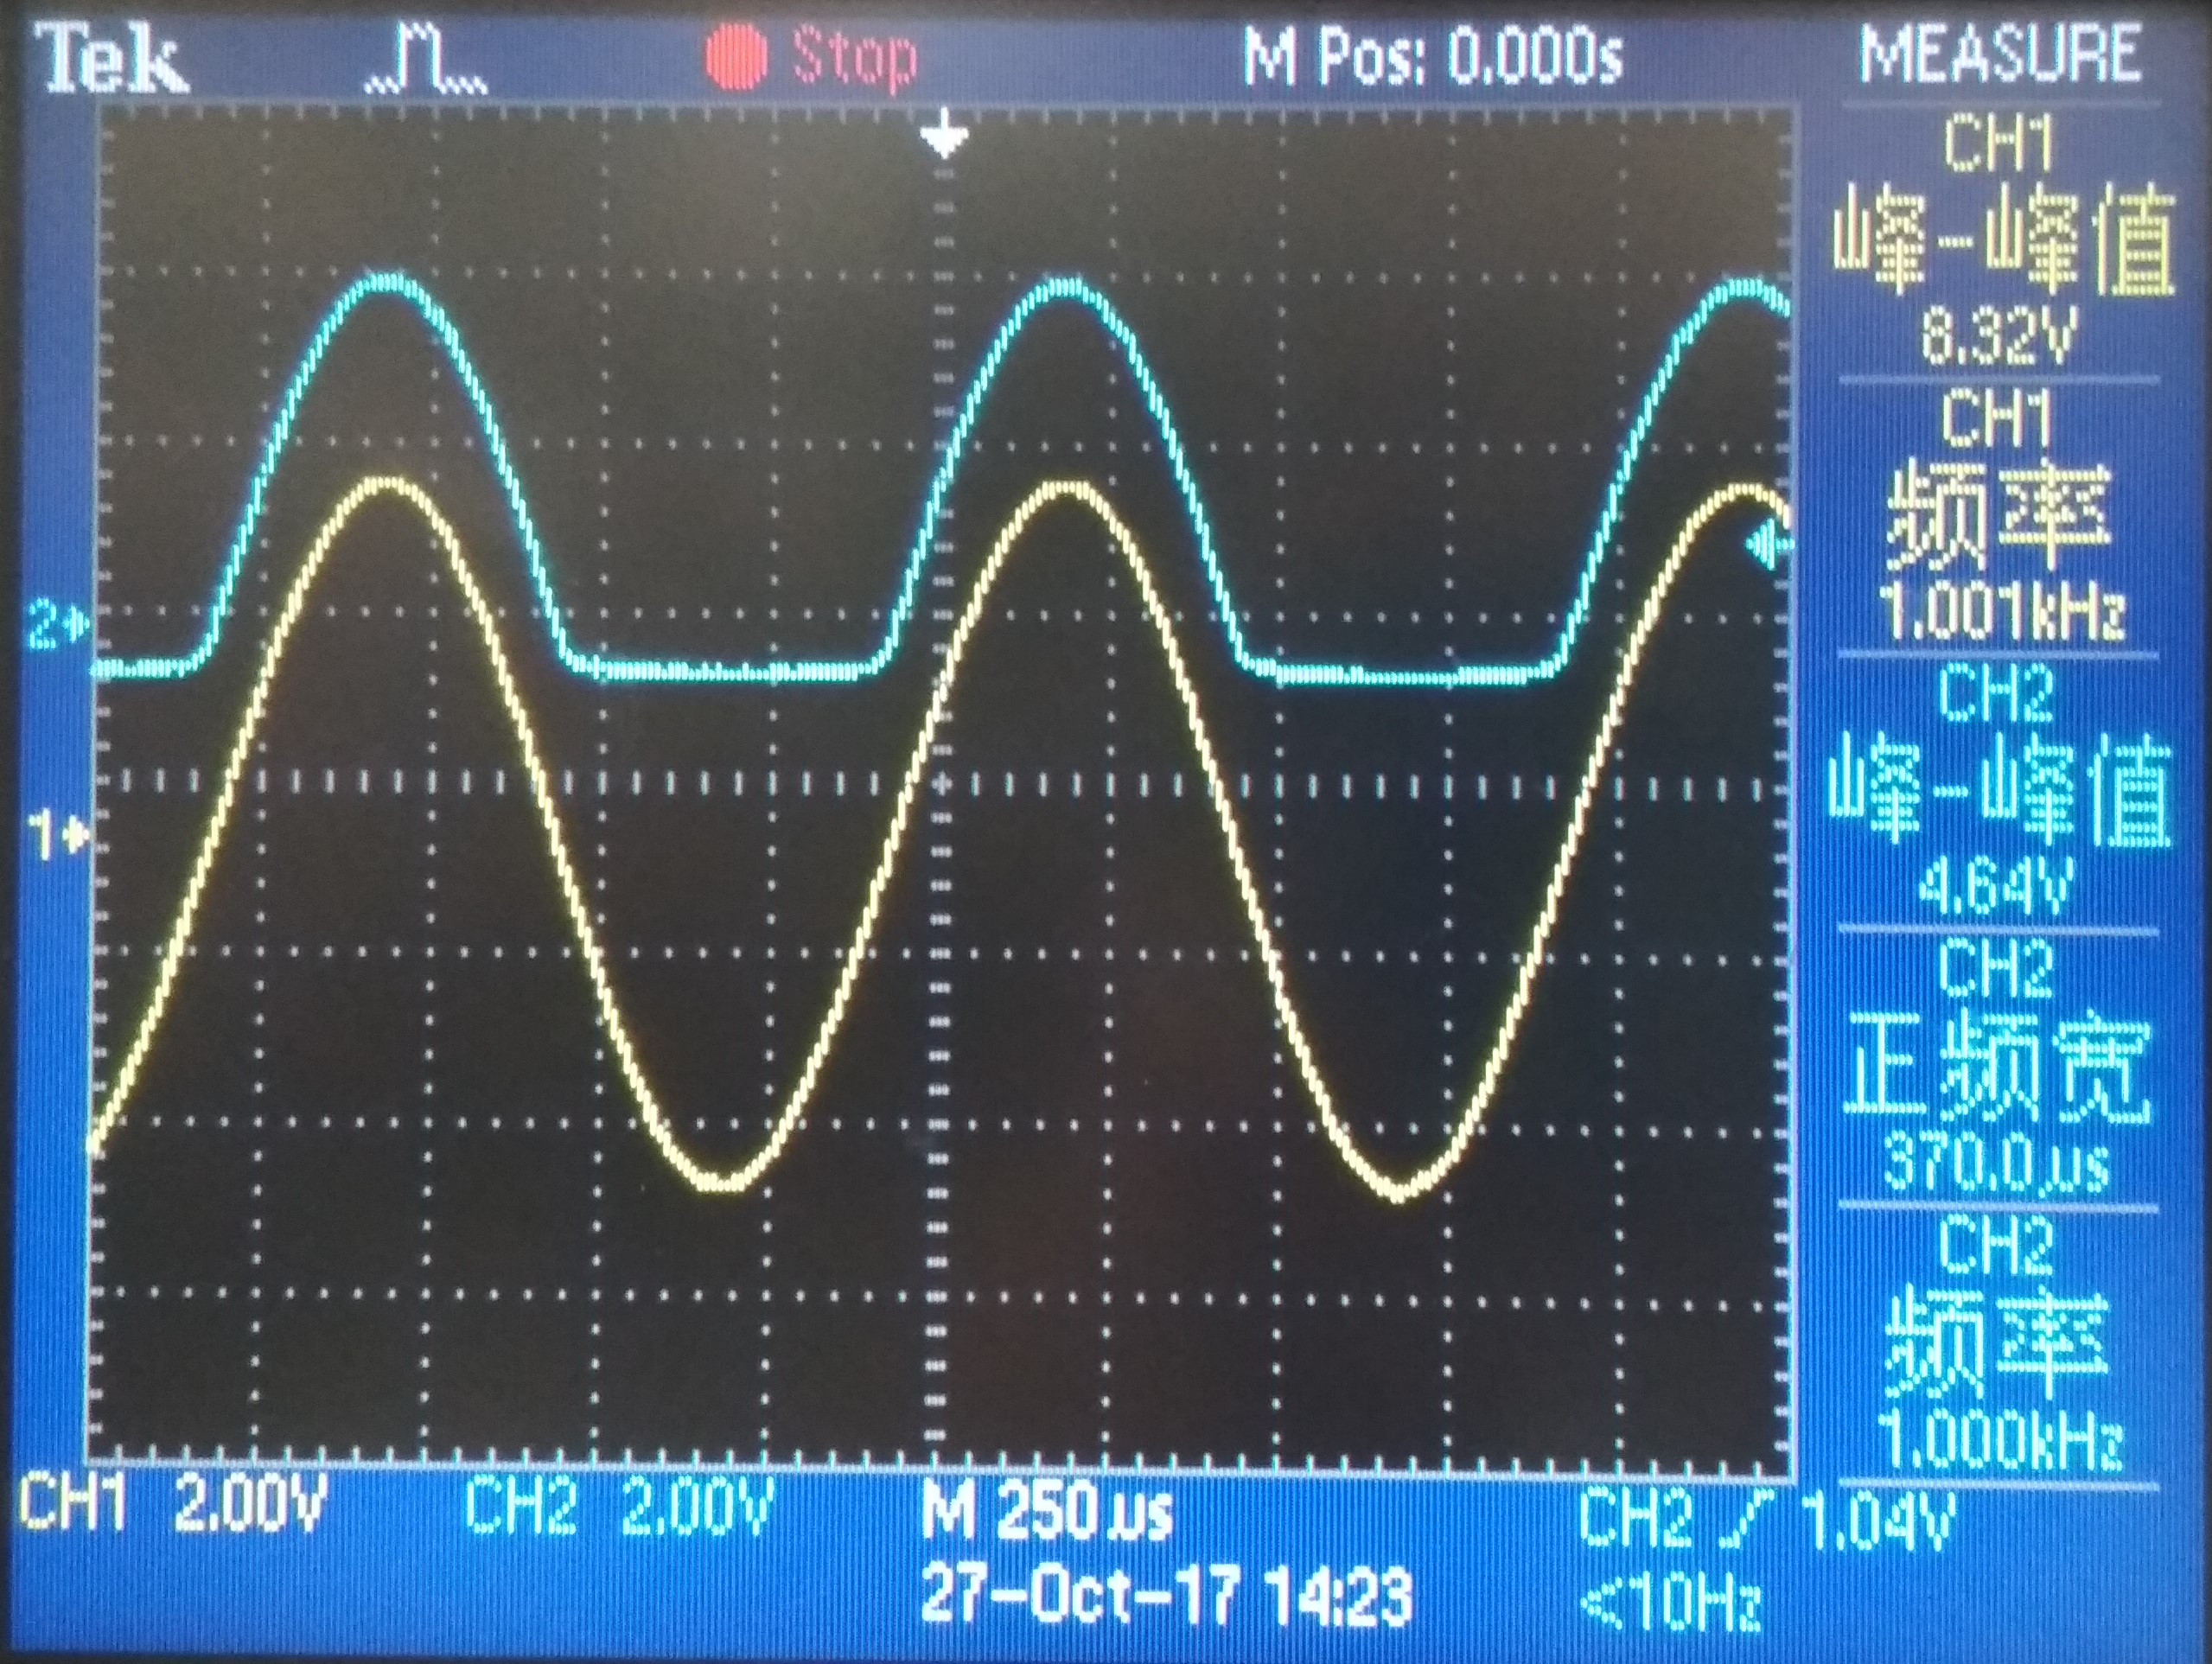 Tek Stop M Pos: 0.000s MEASURE
CH1
峰-峰值
8.32V
CH1
频率
1.001kHz
CH2
峰-峰值
4.64V
CH2
正频宽
370.0µs
CH2
频率
1.000kHz
2
1
CH1 2.00V CH2 2.00V M 250µs CH2 1.04V
27-Oct-17 14:23 <10Hz